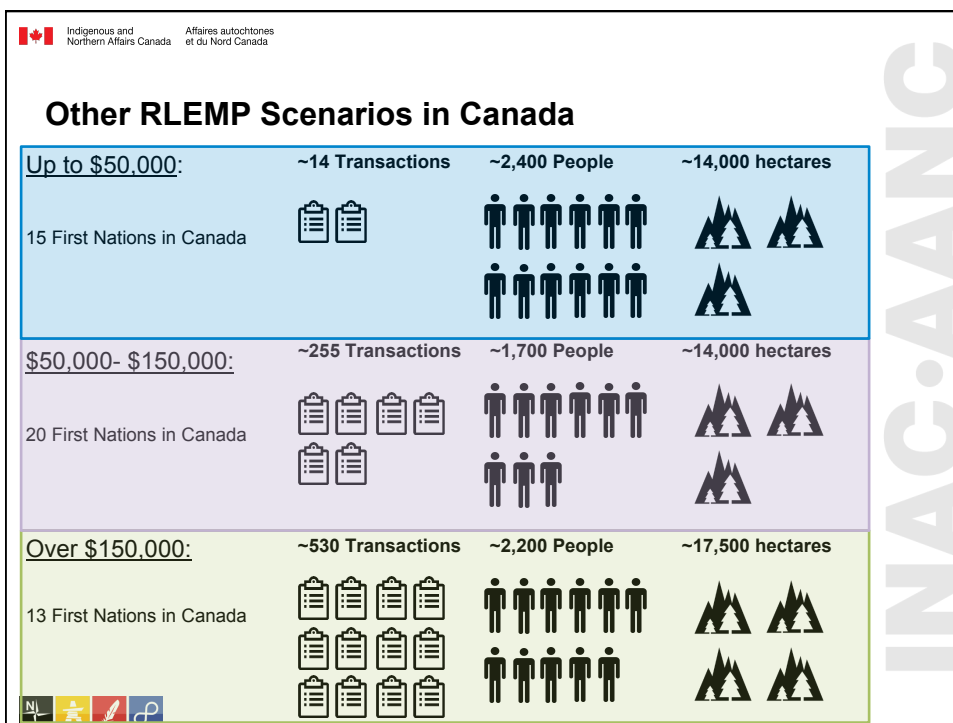 Indigenous and Affaires autochtones
Northern Affairs Canada et du Nord Canada
Other RLEMP Scenarios in Canada
Up to $50,000: ~14 Transactions ~2,400 People ~14,000 hectares
15 First Nations in Canada
$50,000- $150,000: ~255 Transactions ~1,700 People ~14,000 hectares
20 First Nations in Canada
Over $150,000: ~530 Transactions ~2,200 People ~17,500 hectares
13 First Nations in Canada
N
INAC•AANC